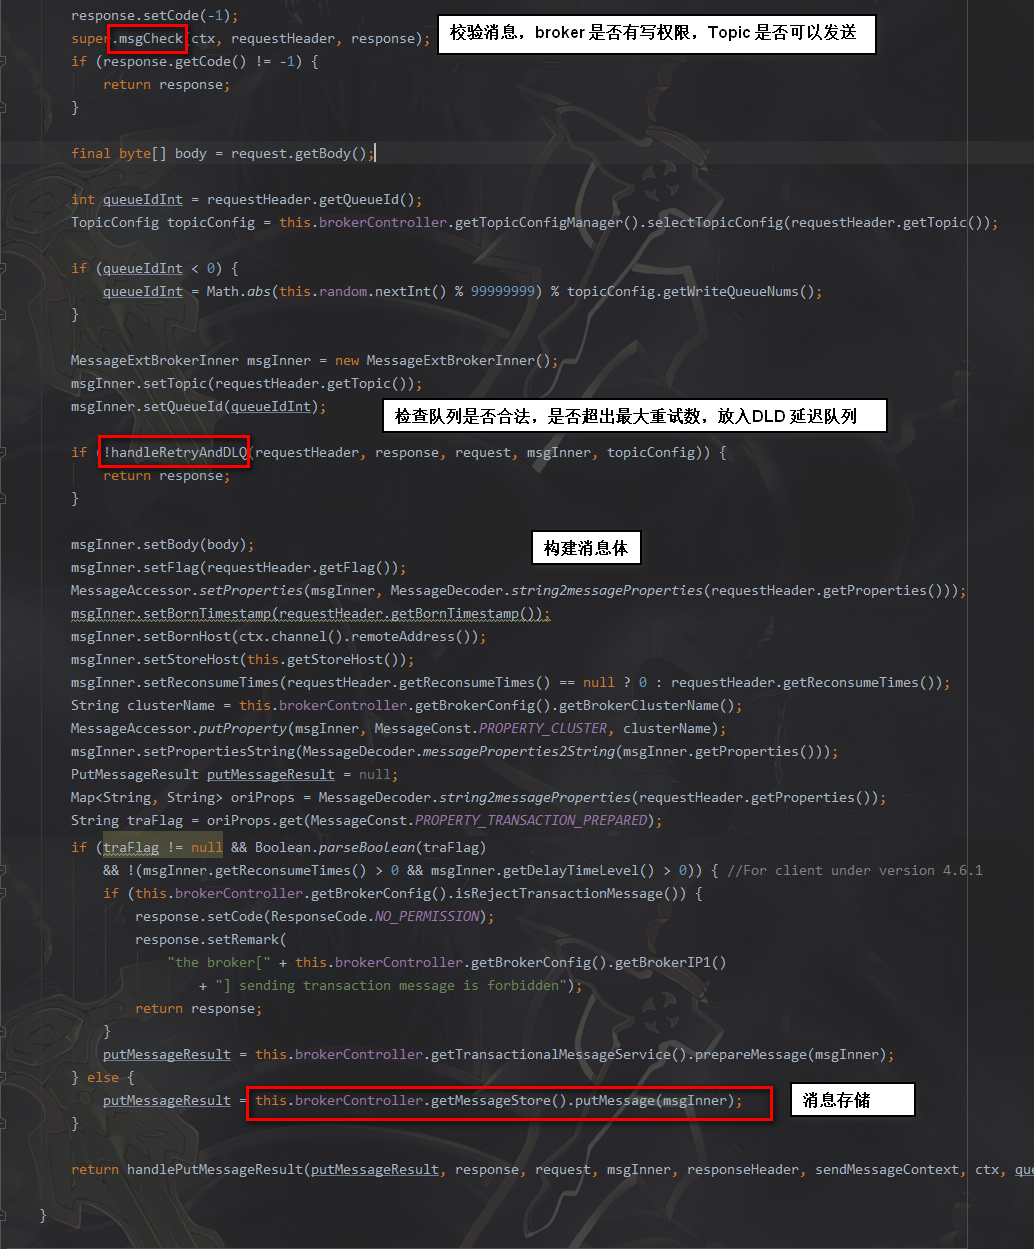 response.setCode(-1);
super.msgCheck(ctx, requestHeader, response);
校验消息，broker 是否有写权限，Topic 是否可以发送
if (response.getCode() != -1) {
return response;
}
final byte[] body = request.getBody();
int queueIdInt = requestHeader.getQueueId();
TopicConfig topicConfig = this.brokerController.getTopicConfigManager().selectTopicConfig(requestHeader.getTopic());
if (queueIdInt < 0) {
queueIdInt = Math.abs(this.random.nextInt() % 99999999) % topicConfig.getWriteQueueNums();
}
MessageExtBrokerInner msgInner = new MessageExtBrokerInner();
msgInner.setTopic(requestHeader.getTopic());
msgInner.setQueueId(queueIdInt);
检查队列是否合法，是否超出最大重试数，放入DLD 延迟队列
if (!handleRetryAndDLQ(requestHeader, response, request, msgInner, topicConfig)) {
return response;
}
msgInner.setBody(body);
构建消息体
msgInner.setFlag(requestHeader.getFlag());
MessageAccessor.setProperties(msgInner, MessageDecoder.string2messageProperties(requestHeader.getProperties()));
msgInner.setBornTimestamp(requestHeader.getBornTimestamp());
msgInner.setBornHost(ctx.channel().remoteAddress());
msgInner.setStoreHost(this.getStoreHost());
msgInner.setReconsumeTimes(requestHeader.getReconsumeTimes() == null ? 0 : requestHeader.getReconsumeTimes());
String clusterName = this.brokerController.getBrokerConfig().getBrokerClusterName();
MessageAccessor.putProperty(msgInner, MessageConst.PROPERTY_CLUSTER, clusterName);
msgInner.setPropertiesString(MessageDecoder.messageProperties2String(msgInner.getProperties()));
PutMessageResult putMessageResult = null;
Map<String, String> oriProps = MessageDecoder.string2messageProperties(requestHeader.getProperties());
String traFlag = oriProps.get(MessageConst.PROPERTY_TRANSACTION_PREPARED);
if (traFlag != null && Boolean.parseBoolean(traFlag)
&& !(msgInner.getReconsumeTimes() > 0 && msgInner.getDelayTimeLevel() > 0)) { //For client under version 4.6.1
if (this.brokerController.getBrokerConfig().isRejectTransactionMessage()) {
response.setCode(ResponseCode.NO_PERMISSION);
response.setRemark(
"the broker[" + this.brokerController.getBrokerConfig().getBrokerIP1()
+ "] sending transaction message is forbidden");
return response;
}
putMessageResult = this.brokerController.getTransactionalMessageService().prepareMessage(msgInner);
} else {
putMessageResult = this.brokerController.getMessageStore().putMessage(msgInner);
消息存储
}
return handlePutMessageResult(putMessageResult, response, request, msgInner, responseHeader, sendMessageContext, ctx, que
}